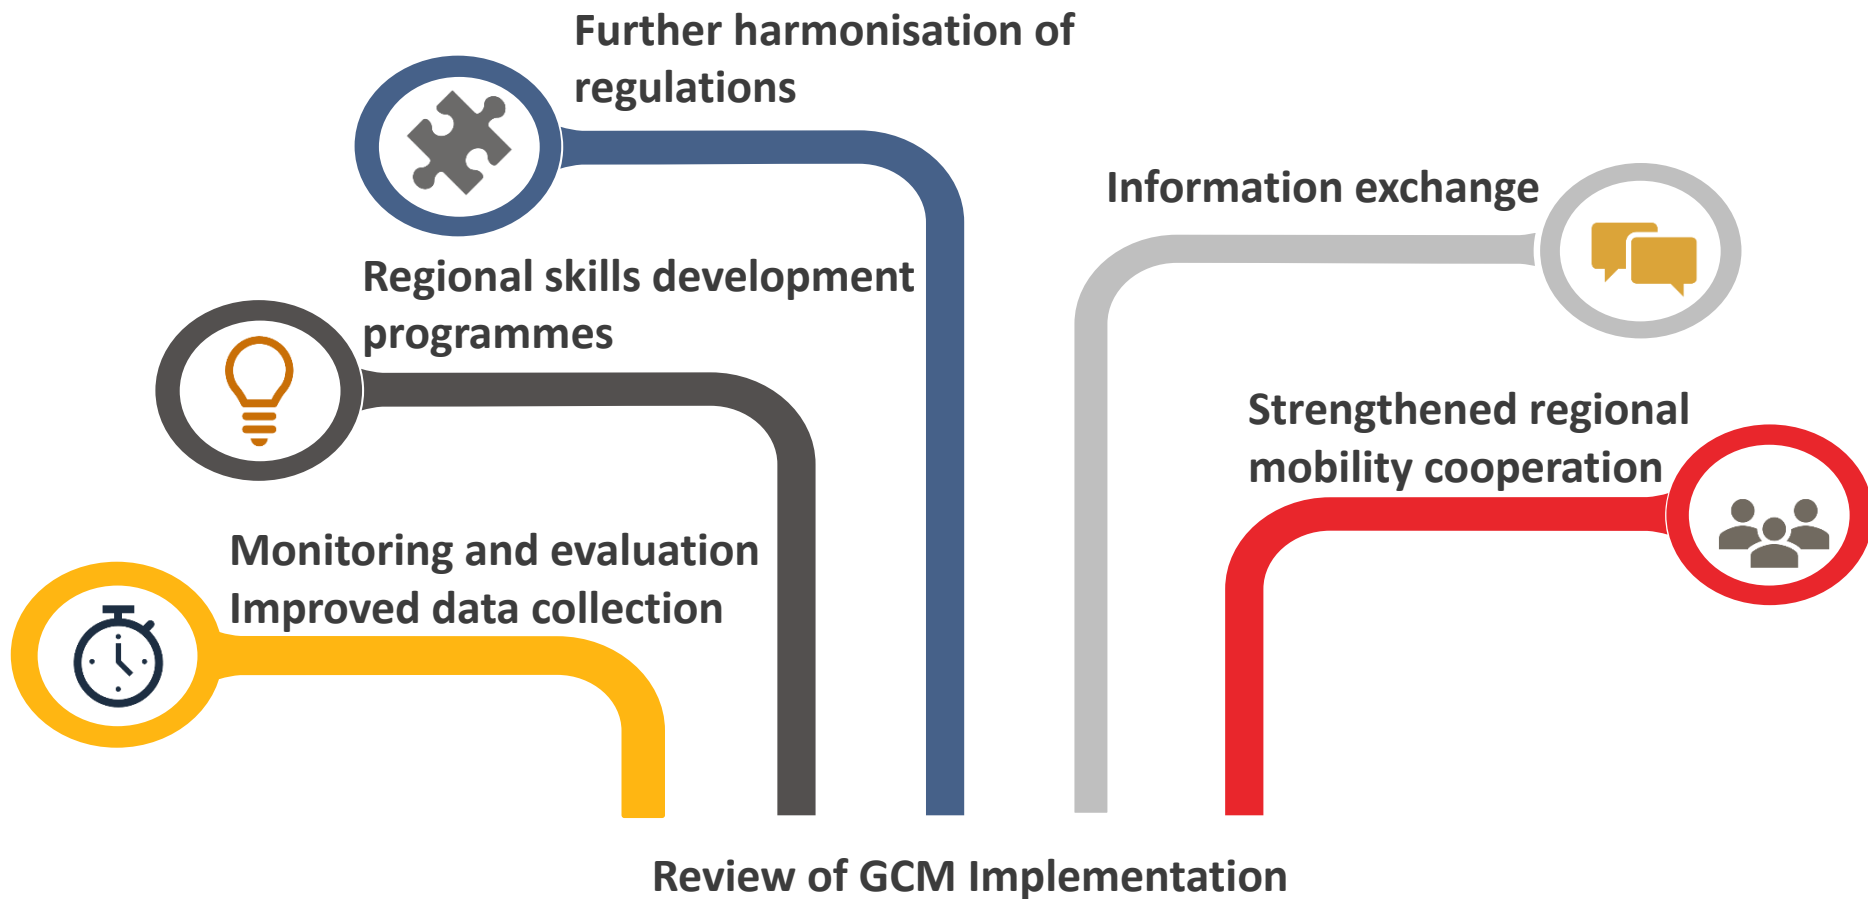 Further harmonisation of
regulations
Information exchange
Regional skills development
programmes
Strengthened regional
mobility cooperation
Monitoring and evaluation
Improved data collection
Review of GCM Implementation